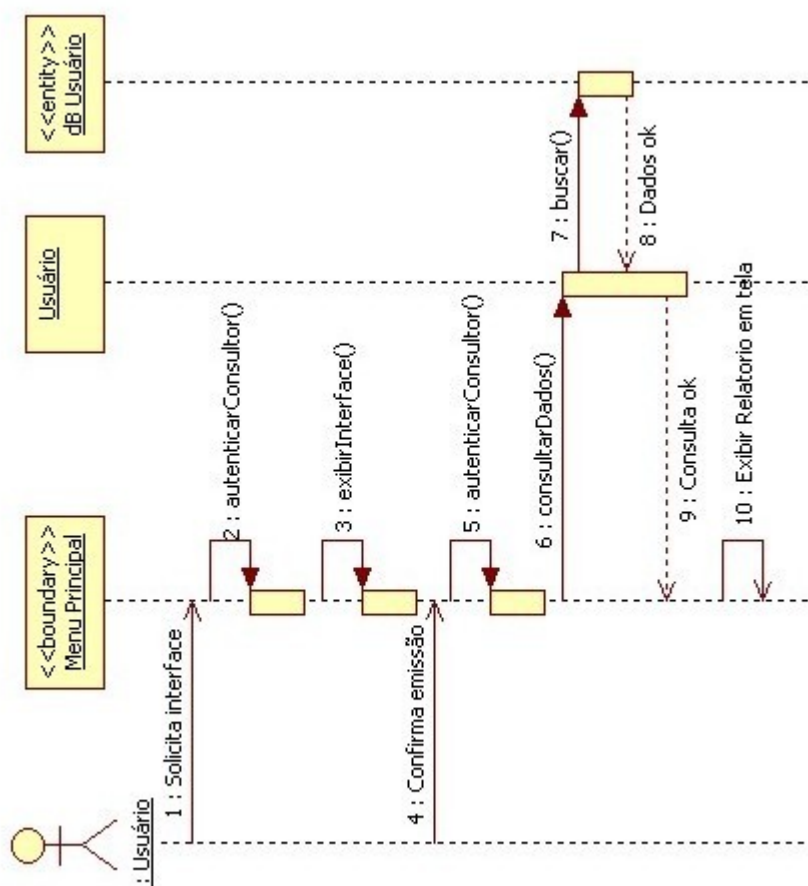 : Usuário
<<boundary>>
Menu Principal
Usuário
<<entity>>
dB Usuário
1 : Solicita interface
2 : autenticarConsultor()
3 : exibirInterface()
4 : Confirma emissão
5 : autenticarConsultor()
6 : consultarDados()
7 : buscar()
8 : Dados ok
9 : Consulta ok
10 : Exibir Relatorio em tela